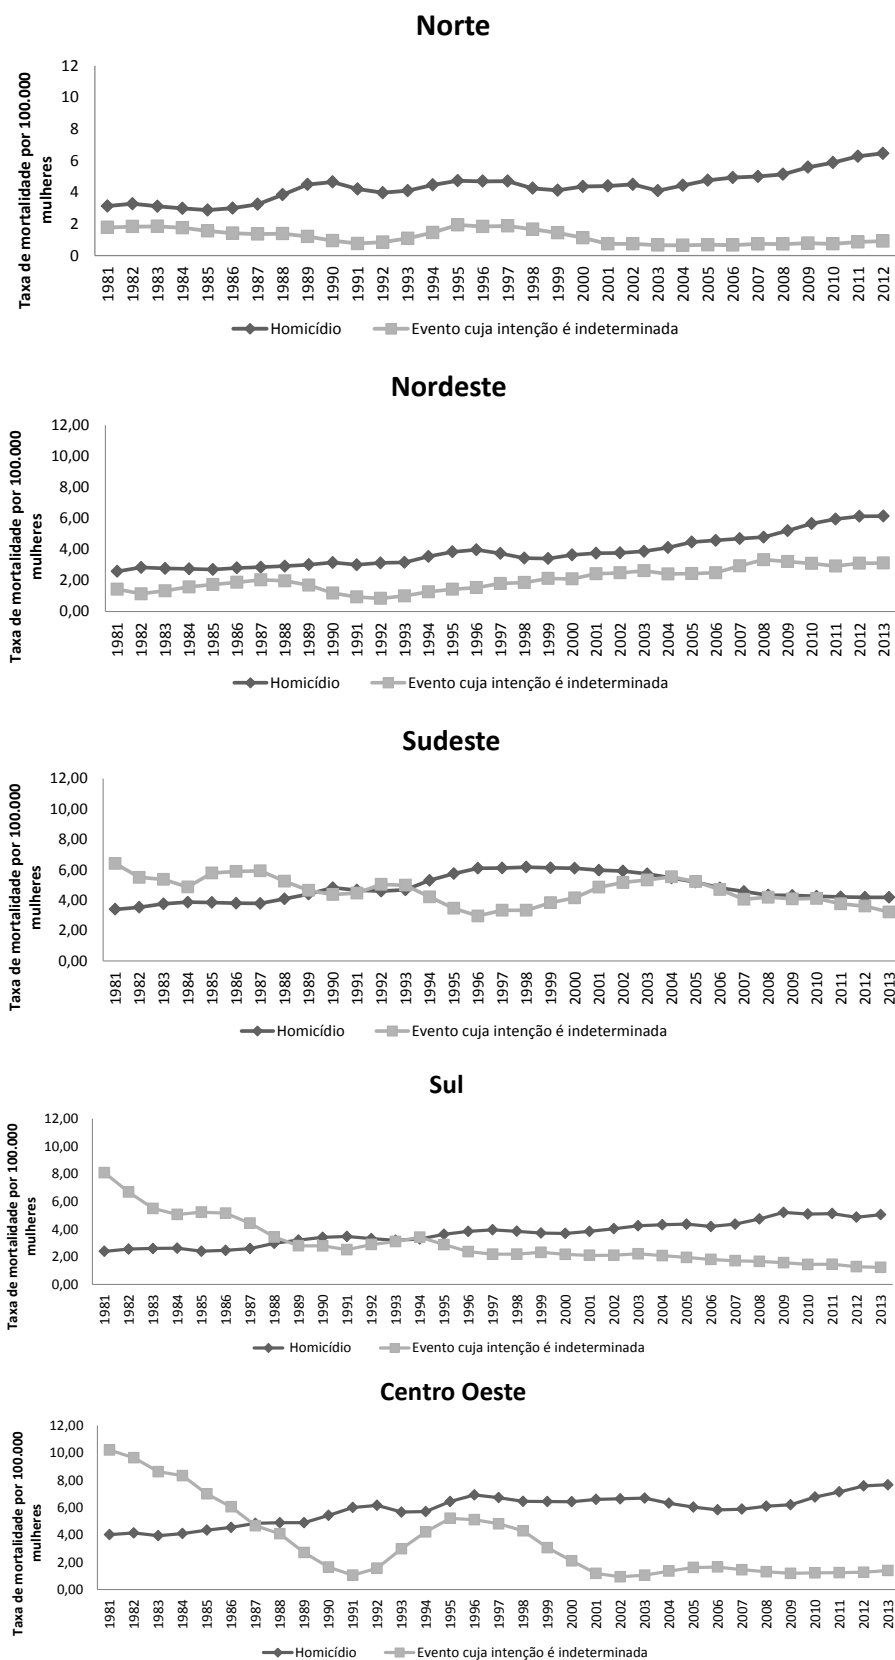 Norte
Taxa de mortalidade por 100.000
mulheres
12
10
8
6
4
2
0
1981 1982 1983 1984 1985 1986 1987 1988 1989 1990 1991 1992 1993 1994 1995 1996 1997 1998 1999 2000 2001 2002 2003 2004 2005 2006 2007 2008 2009 2010 2011 2012
Homicídio Evento cuja intenção é indeterminada
Nordeste
Taxa de mortalidade por 100.000
mulheres
12,00
10,00
8,00
6,00
4,00
2,00
0,00
1981 1982 1983 1984 1985 1986 1987 1988 1989 1990 1991 1992 1993 1994 1995 1996 1997 1998 1999 2000 2001 2002 2003 2004 2005 2006 2007 2008 2009 2010 2011 2012 2013
Homicídio Evento cuja intenção é indeterminada
Sudeste
Taxa de mortalidade por 100.000
mulheres
12,00
10,00
8,00
6,00
4,00
2,00
0,00
1981 1982 1983 1984 1985 1986 1987 1988 1989 1990 1991 1992 1993 1994 1995 1996 1997 1998 1999 2000 2001 2002 2003 2004 2005 2006 2007 2008 2009 2010 2011 2012 2013
Homicídio Evento cuja intenção é indeterminada
Sul
Taxa de mortalidade por 100.000
mulheres
12,00
10,00
8,00
6,00
4,00
2,00
0,00
1981 1982 1983 1984 1985 1986 1987 1988 1989 1990 1991 1992 1993 1994 1995 1996 1997 1998 1999 2000 2001 2002 2003 2004 2005 2006 2007 2008 2009 2010 2011 2012 2013
Homicídio Evento cuja intenção é indeterminada
Centro Oeste
Taxa de mortalidade por 100.000
mulheres
12,00
10,00
8,00
6,00
4,00
2,00
0,00
1981 1982 1983 1984 1985 1986 1987 1988 1989 1990 1991 1992 1993 1994 1995 1996 1997 1998 1999 2000 2001 2002 2003 2004 2005 2006 2007 2008 2009 2010 2011 2012 2013
Homicídio Evento cuja intenção é indeterminada